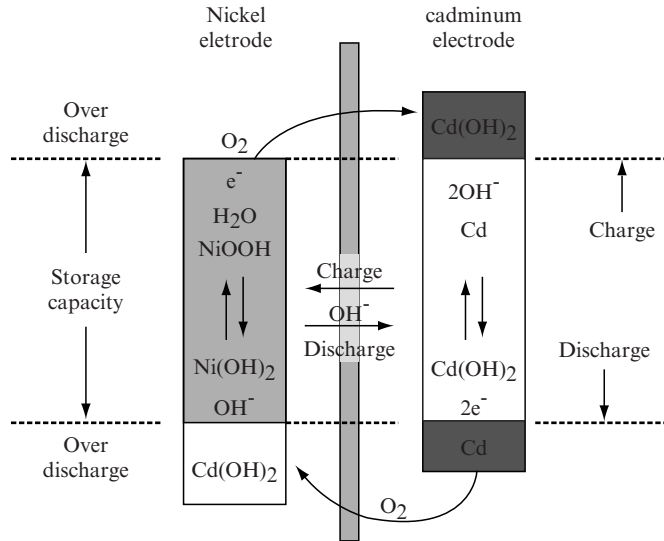 Nickel
eletrode
cadminum
electrode
Over
discharge
O₂
Cd(OH)₂
e⁻
H₂O
NiOOH
2OH⁻
Cd
Charge
Storage
capacity
Charge
OH⁻
Discharge
Discharge
Ni(OH)₂
OH⁻
Cd(OH)₂
2e⁻
Over
discharge
Cd(OH)₂
Cd
O₂